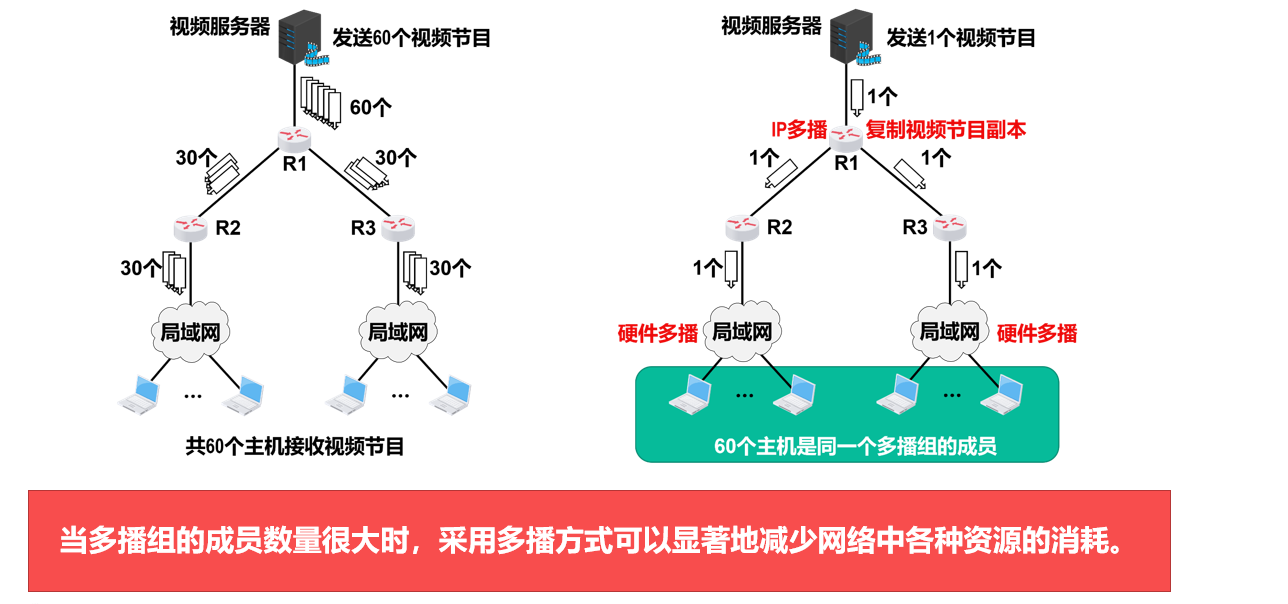 视频服务器
发送60个视频节目
60个
R1
30个
30个
R2
R3
30个
30个
局域网
局域网
...
...
共60个主机接收视频节目
视频服务器
发送1个视频节目
1个
IP多播
复制视频节目副本
R1
1个
1个
R2
R3
1个
1个
硬件多播
局域网
局域网
硬件多播
...
...
60个主机是同一个多播组的成员
当多播组的成员数量很大时，采用多播方式可以显著地减少网络中各种资源的消耗。